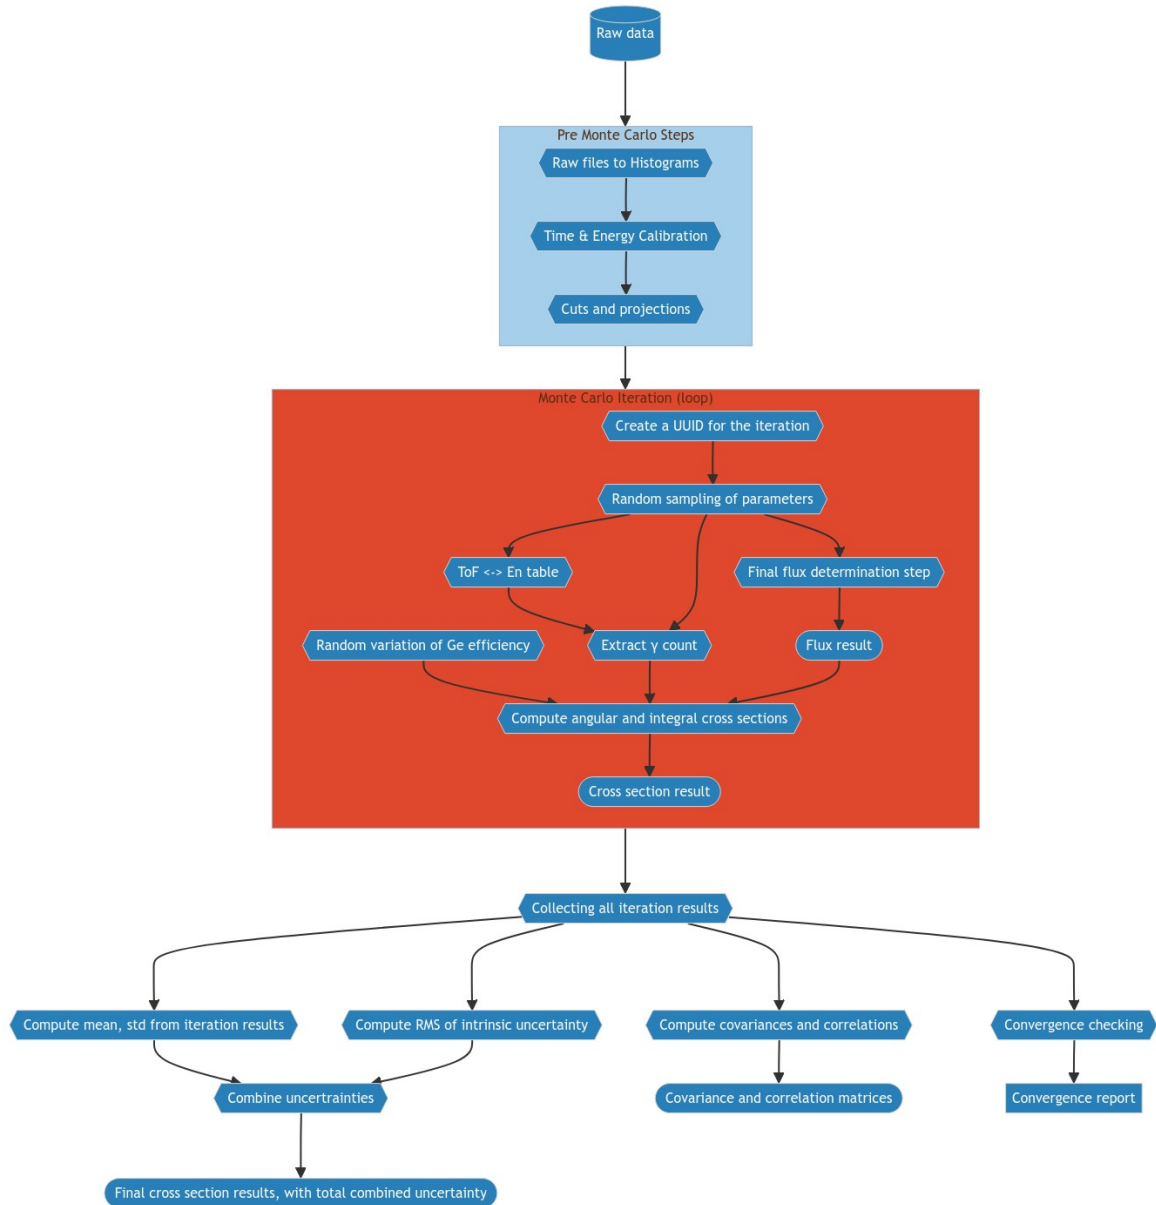 Raw data
Pre Monte Carlo Steps
Raw files to Histograms
Time & Energy Calibration
Cuts and projections
Monte Carlo Iteration (loop)
Create a UUID for the iteration
Random sampling of parameters
ToF <-> En table
Final flux determination step
Random variation of Ge efficiency
Extract γ count
Flux result
Compute angular and integral cross sections
Cross section result
Collecting all iteration results
Compute mean, std from iteration results
Compute RMS of intrinsic uncertainty
Compute covariances and correlations
Convergence checking
Combine uncertainties
Covariance and correlation matrices
Convergence report
Final cross section results, with total combined uncertainty